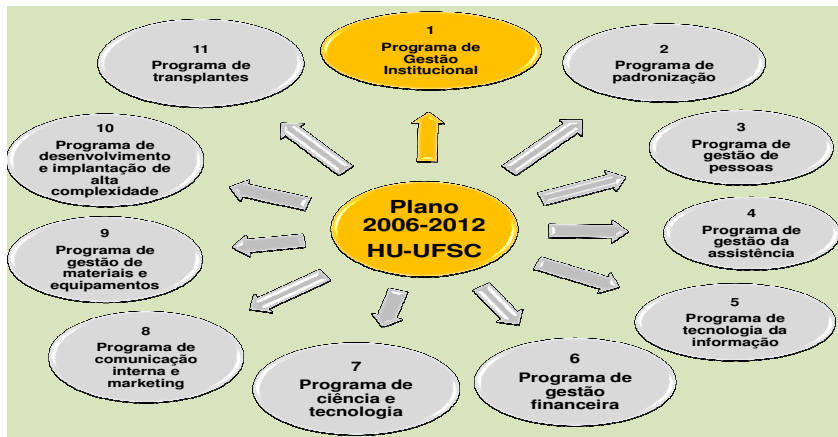 Plano
2006-2012
HU-UFSC
1
Programa de
Gestão
Institucional
2
Programa de
padronização
3
Programa de
gestão de
pessoas
4
Programa de
gestão da
assistência
5
Programa de
tecnologia da
informação
6
Programa de
gestão
financeira
7
Programa de
ciência e
tecnologia
8
Programa de
comunicação
interna e
marketing
9
Programa de
gestão de
materiais e
equipamentos
10
Programa de
desenvolvimento
e implantação de
alta
complexidade
11
Programa de
transplantes